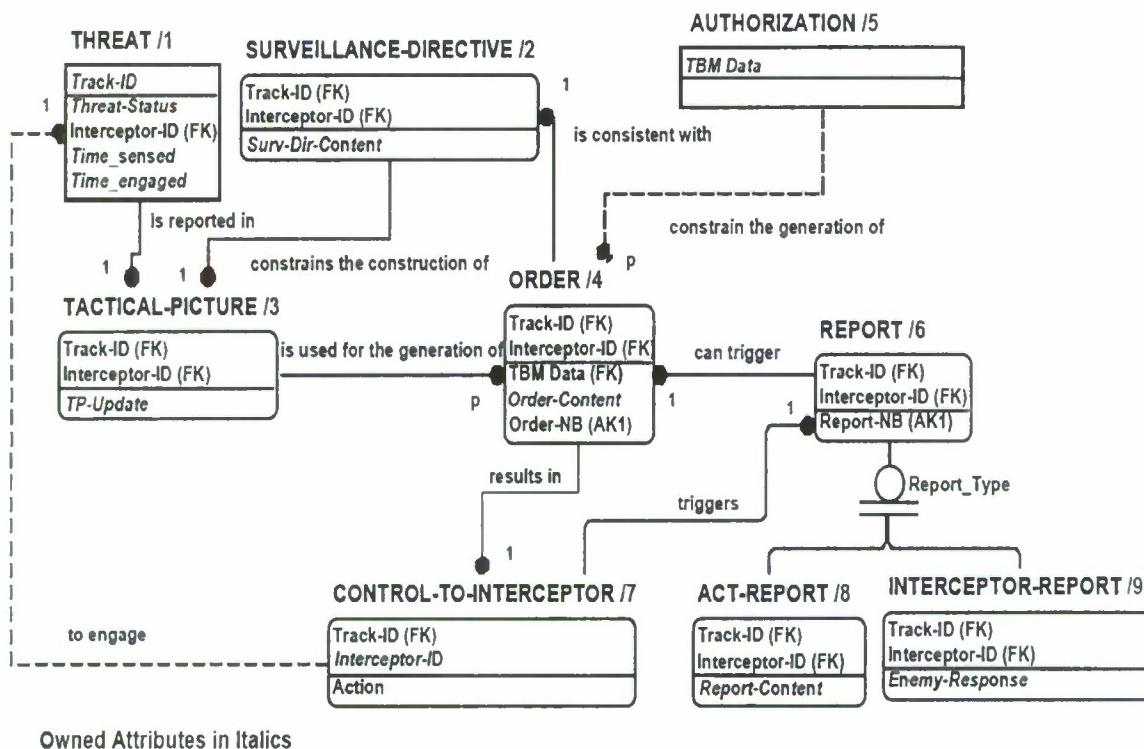 THREAT /1
Track-ID
Threat-Status
Interceptor-ID (FK)
Time_sensed
Time_engaged
1
SURVEILLANCE-DIRECTIVE /2
Track-ID (FK)
Interceptor-ID (FK)
Surv-Dir-Content
1
AUTHORIZATION /5
TBM Data
is consistent with
Is reported in
constrains the construction of
constrain the generation of
1
1
p
TACTICAL-PICTURE /3
Track-ID (FK)
Interceptor-ID (FK)
TP-Update
is used for the generation of
p
ORDER /4
Track-ID (FK)
Interceptor-ID (FK
TBM Data (FK)
Order-Content
Order-NB (AK1)
can trigger
1
REPORT /6
Track-ID (FK)
Interceptor-ID (FK)
Report-NB (AK1)
1
results in
triggers
Report_Type
1
CONTROL-TO-INTERCEPTOR /7
Track-ID (FK)
Interceptor-ID
Action
to engage
ACT-REPORT /8
Track-ID (FK)
Interceptor-ID (FK)
Report-Content
INTERCEPTOR-REPORT /9
Track-ID (FK)
Interceptor-ID (FK)
Enemy-Response
Owned Attributes in Italics